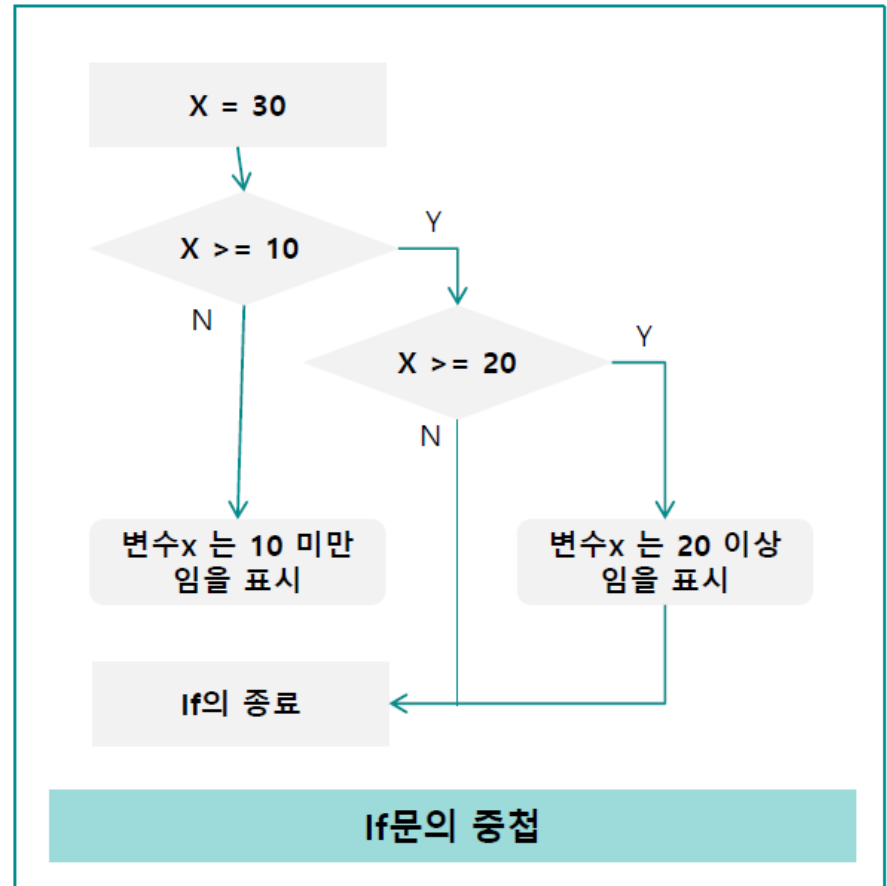 X = 30
X >= 10
Y
N
X >= 20
Y
N
변수x 는 10 미만
임을 표시
변수x 는 20 이상
임을 표시
If의 종료
If문의 중첩